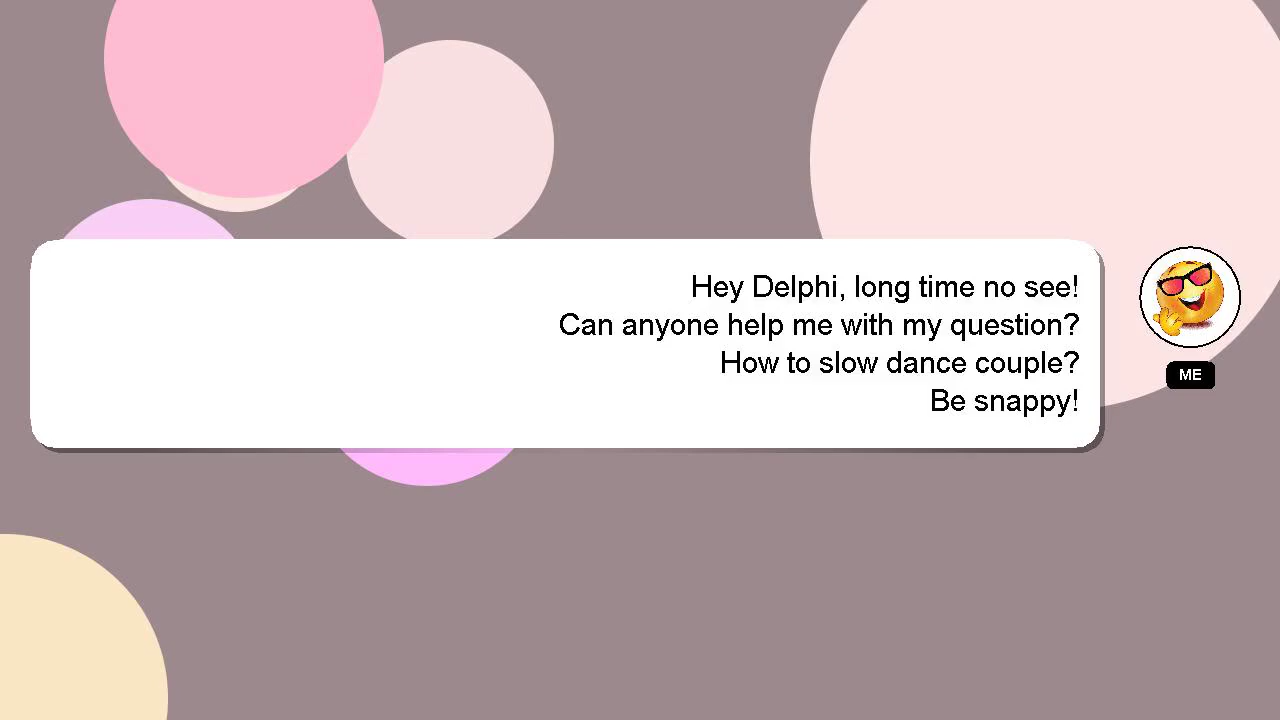 Hey Delphi, long time no see!
Can anyone help me with my question?
How to slow dance couple?
Be snappy!
ME